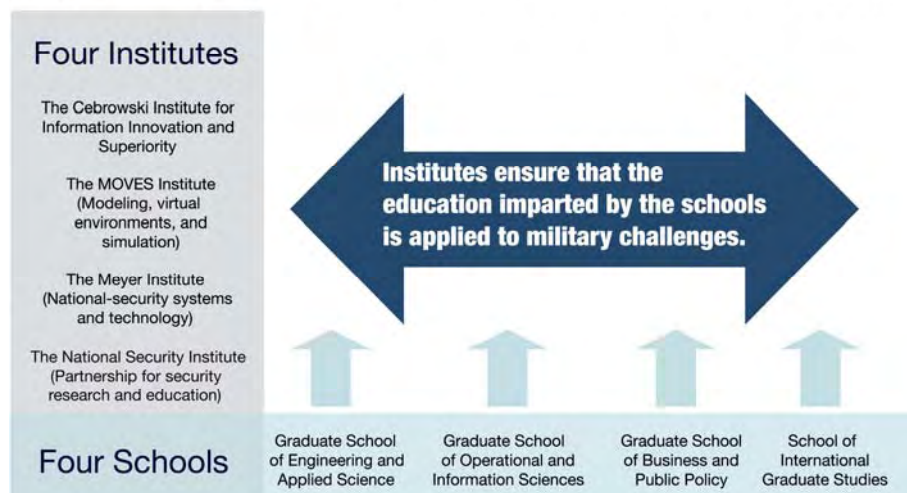 Four Institutes
The Cebrowski Institute for
Information Innovation and
Superiority
The MOVES Institute
(Modeling, virtual
environments, and
simulation)
The Meyer Institute
(National-security systems
and technology)
The National Security Institute
(Partnership for security
research and education)
Institutes ensure that the
education imparted by the schools
is applied to military challenges.
Four Schools
Graduate School
of Engineering and
Applied Science
Graduate School
of Operational and
Information Sciences
Graduate School
of Business and
Public Policy
School of
International
Graduate Studies